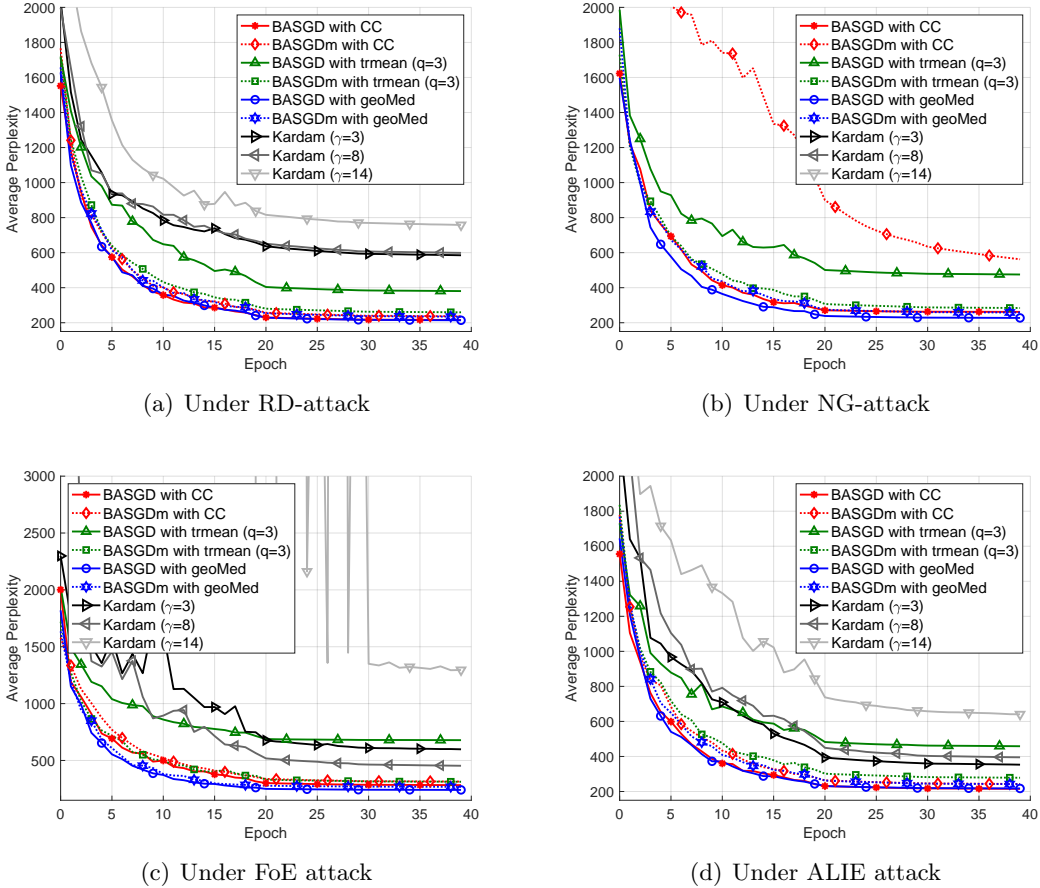 2000
1800
1600
1400
1200
1000
800
600
400
200
Average Perplexity
0 5 10 15 20 25 30 35 40
Epoch
BASGD with CC
BASGDm with CC
BASGD with trmean (q=3)
BASGDm with trmean (q=3)
BASGD with geoMed
BASGDm with geoMed
Kardam (γ=3)
Kardam (γ=8)
Kardam (γ=14)
(a) Under RD-attack
2000
1800
1600
1400
1200
1000
800
600
400
200
Average Perplexity
0 5 10 15 20 25 30 35 40
Epoch
BASGD with CC
BASGDm with CC
BASGD with trmean (q=3)
BASGDm with trmean (q=3)
BASGD with geoMed
BASGDm with geoMed
Kardam (γ=3)
Kardam (γ=8)
Kardam (γ=14)
(b) Under NG-attack
3000
2500
2000
1500
1000
500
Average Perplexity
0 5 10 15 20 25 30 35 40
Epoch
BASGD with CC
BASGDm with CC
BASGD with trmean (q=3)
BASGDm with trmean (q=3)
BASGD with geoMed
BASGDm with geoMed
Kardam (γ=3)
Kardam (γ=8)
Kardam (γ=14)
(c) Under FoE attack
2000
1800
1600
1400
1200
1000
800
600
400
200
Average Perplexity
0 5 10 15 20 25 30 35 40
Epoch
BASGD with CC
BASGDm with CC
BASGD with trmean (q=3)
BASGDm with trmean (q=3)
BASGD with geoMed
BASGDm with geoMed
Kardam (γ=3)
Kardam (γ=8)
Kardam (γ=14)
(d) Under ALIE attack